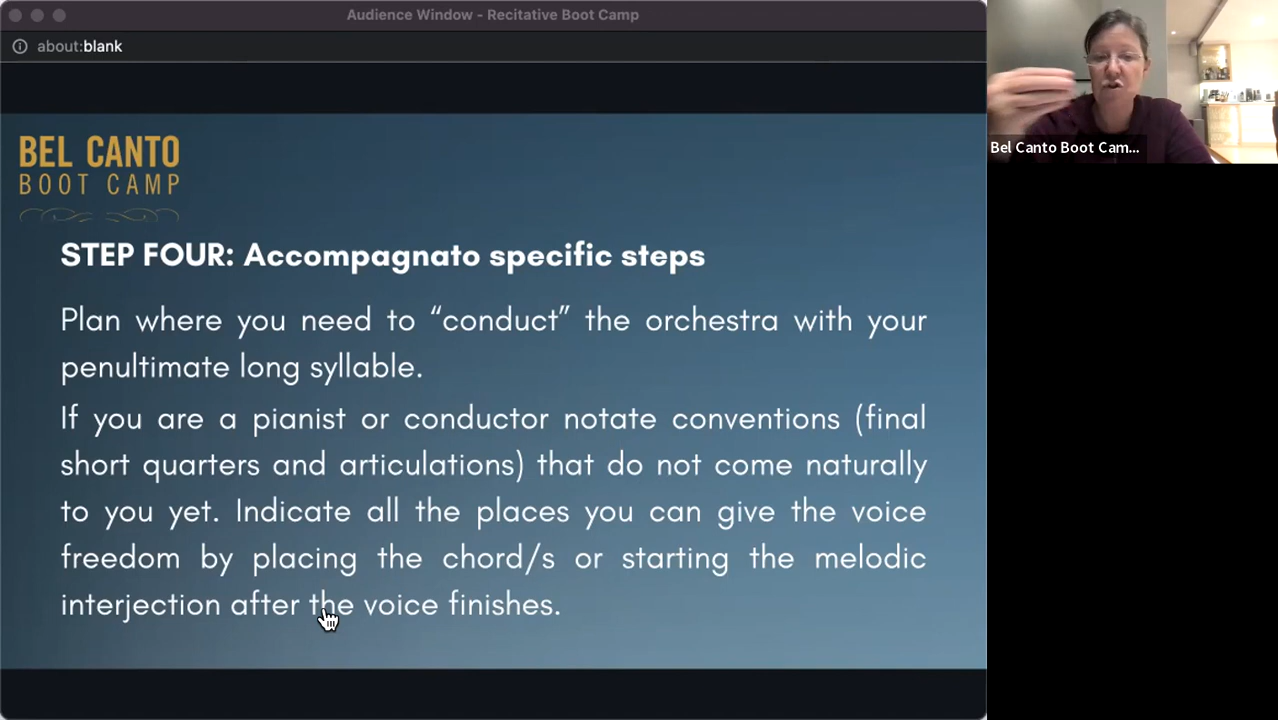 Audience Window - Recitative Boot Camp
about:blank
BEL CANTO
BOOT CAMP
STEP FOUR: Accompagnato specific steps
Plan where you need to “conduct” the orchestra with your
penultimate long syllable.
If you are a pianist or conductor notate conventions (final
short quarters and articulations) that do not come naturally
to you yet. Indicate all the places you can give the voice
freedom by placing the chord/s or starting the melodic
interjection after the voice finishes.
Bel Canto Boot Cam...